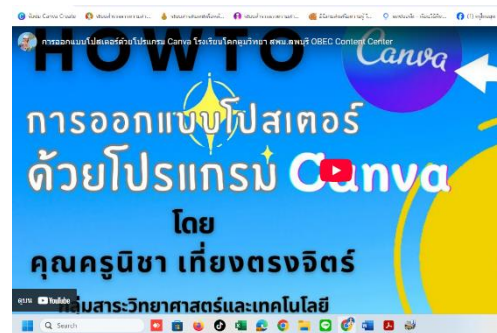 การออกแบบโปสเตอร์ด้วยโปรแกรม Canva โรงเรียนโคกตูมวิทยา สพม.ลพบุรี OBEC Content Center
HOWTO
Canva
การออกแบบโปสเตอร์
ด้วยโปรแกรม Canva
โดย
คุณครูนิชา เที่ยงตรงจิตร์
กลุ่มสาระวิทยาศาสตร์และเทคโนโลยี
ดูบน YouTube
Search